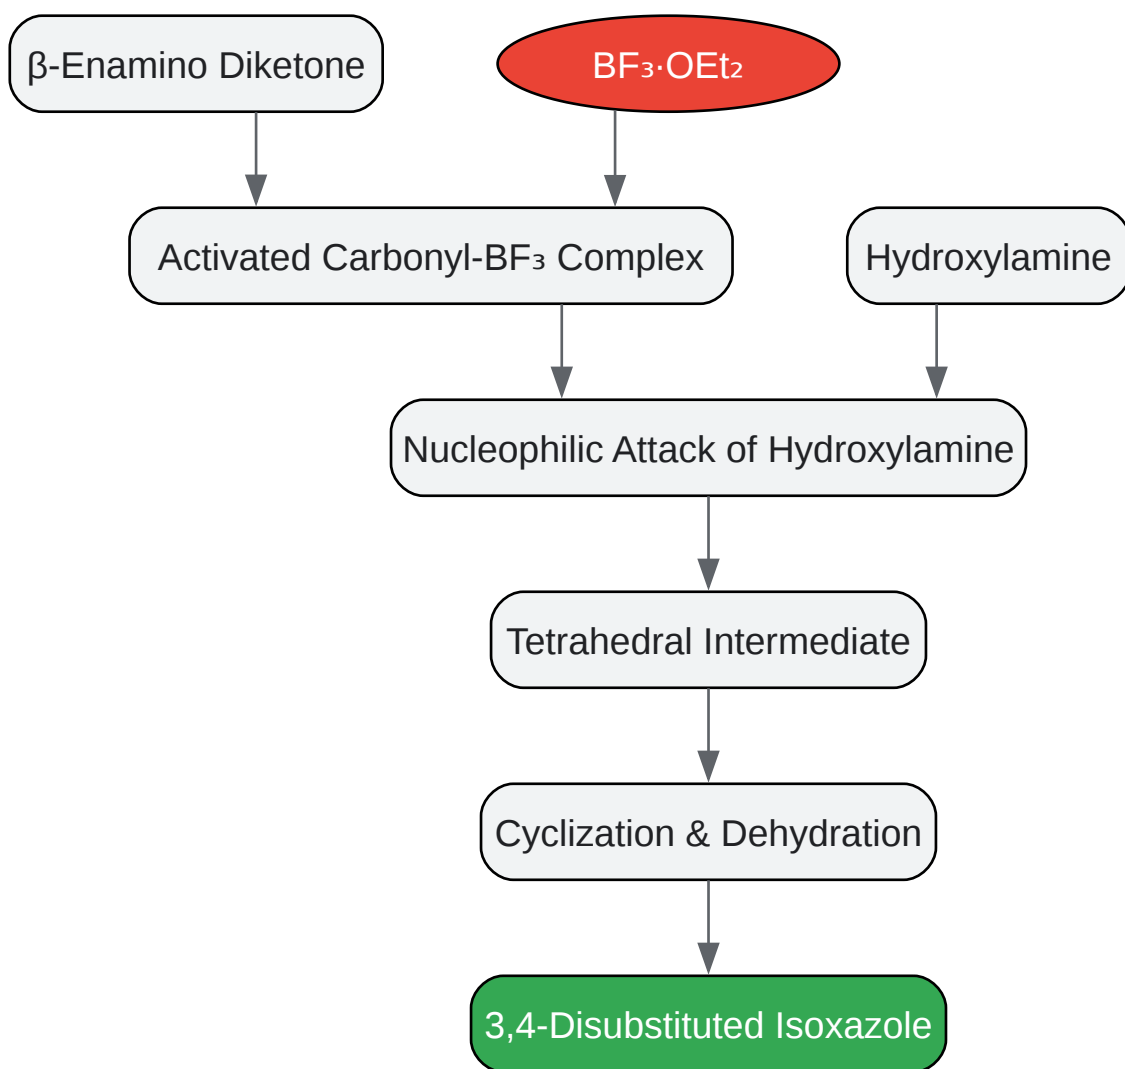 β-Enamino Diketone
BF₃·OEt₂
Activated Carbonyl-BF₃ Complex
Hydroxylamine
Nucleophilic Attack of Hydroxylamine
Tetrahedral Intermediate
Cyclization & Dehydration
3,4-Disubstituted Isoxazole